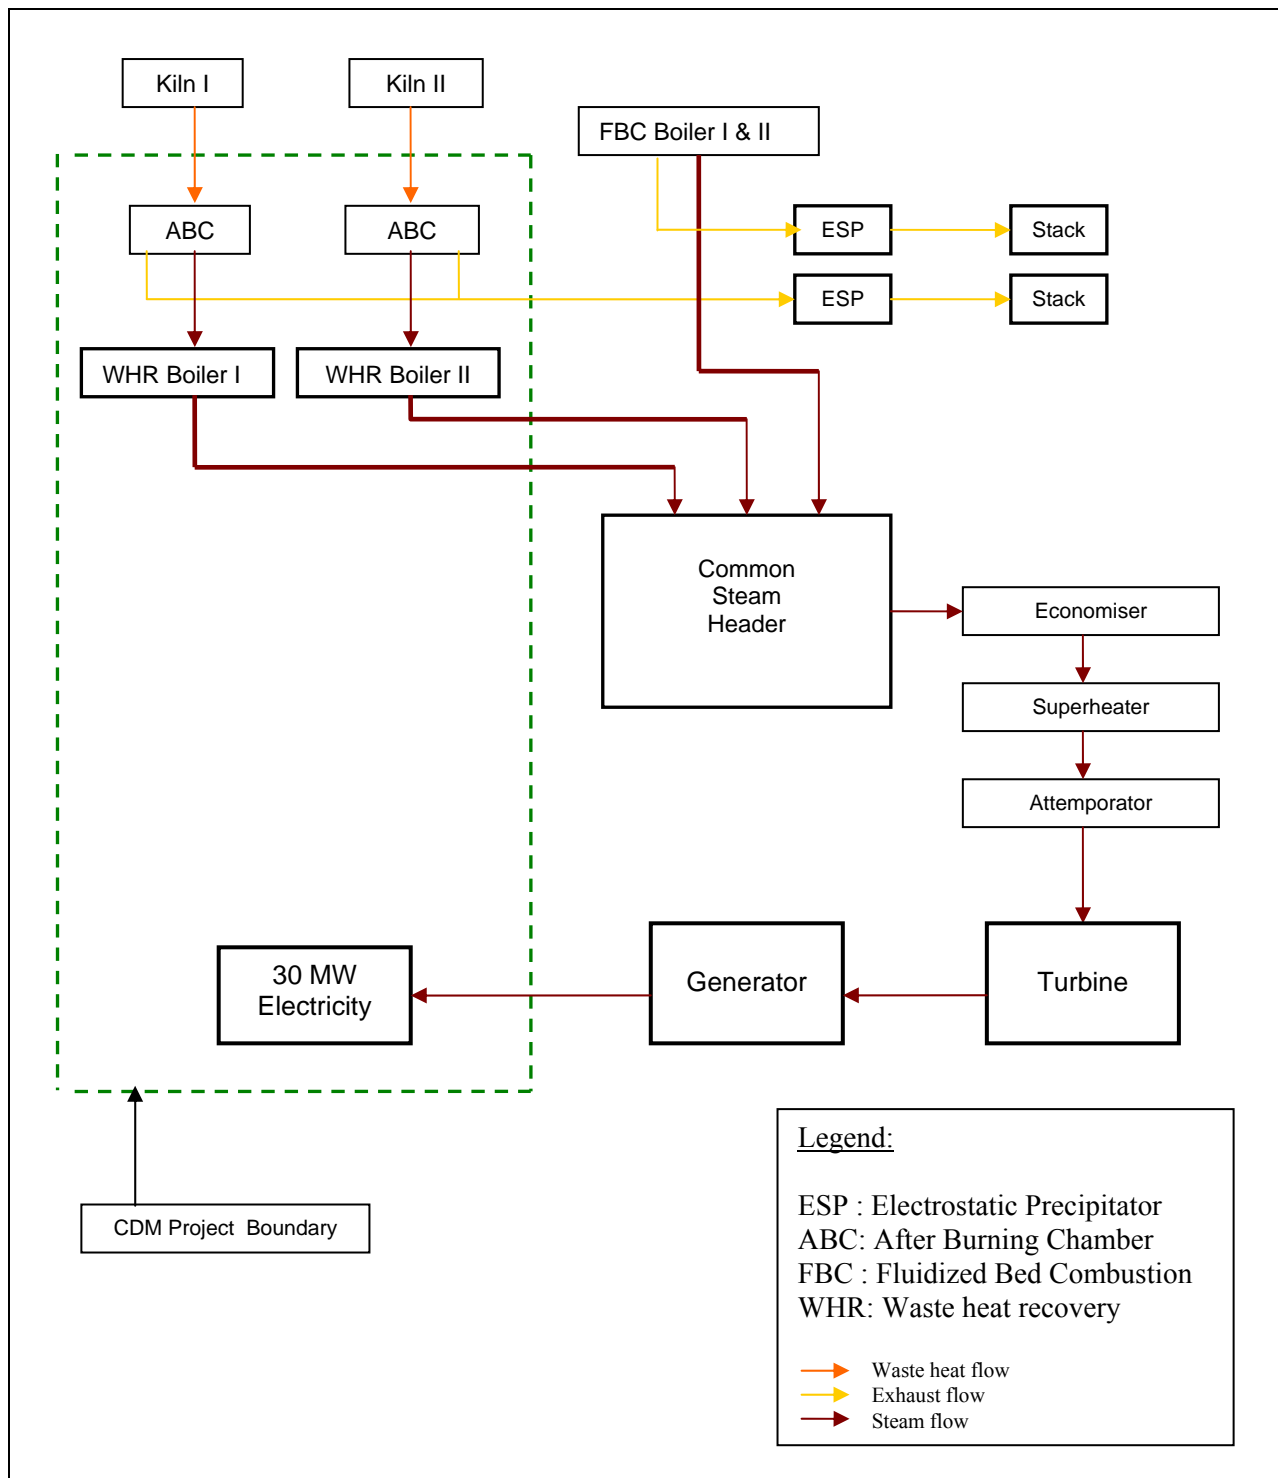 Kiln I
Kiln II
FBC Boiler I & II
ABC
ABC
ESP
Stack
ESP
Stack
WHR Boiler I
WHR Boiler II
Common
Steam
Header
Economiser
Superheater
Attemporator
30 MW
Electricity
Generator
Turbine
CDM Project Boundary
Legend:
ESP : Electrostatic Precipitator
ABC: After Burning Chamber
FBC : Fluidized Bed Combustion
WHR: Waste heat recovery
Waste heat flow
Exhaust flow
Steam flow